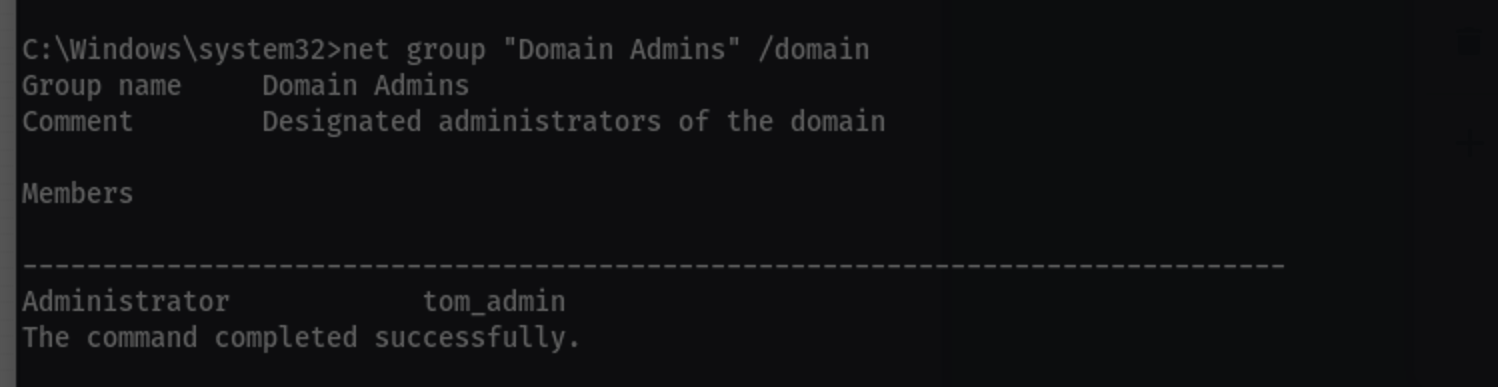 C:\Windows\system32>net group "Domain Admins" /domain
Group name     Domain Admins
Comment        Designated administrators of the domain
Members
-------------------------------------------------------------------------------
Administrator            tom_admin
The command completed successfully.